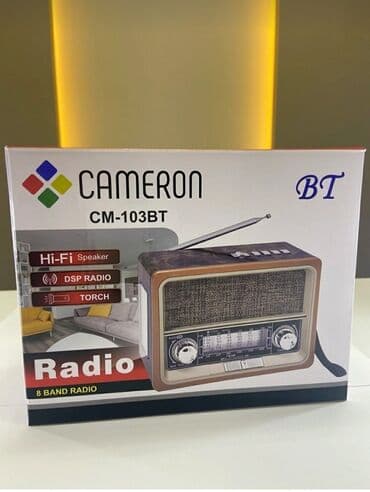 CAMERON
BT
CM-103BT
Hi-Fi Speaker
DSP RADIO
TORCH
Radio
8 BAND RADIO